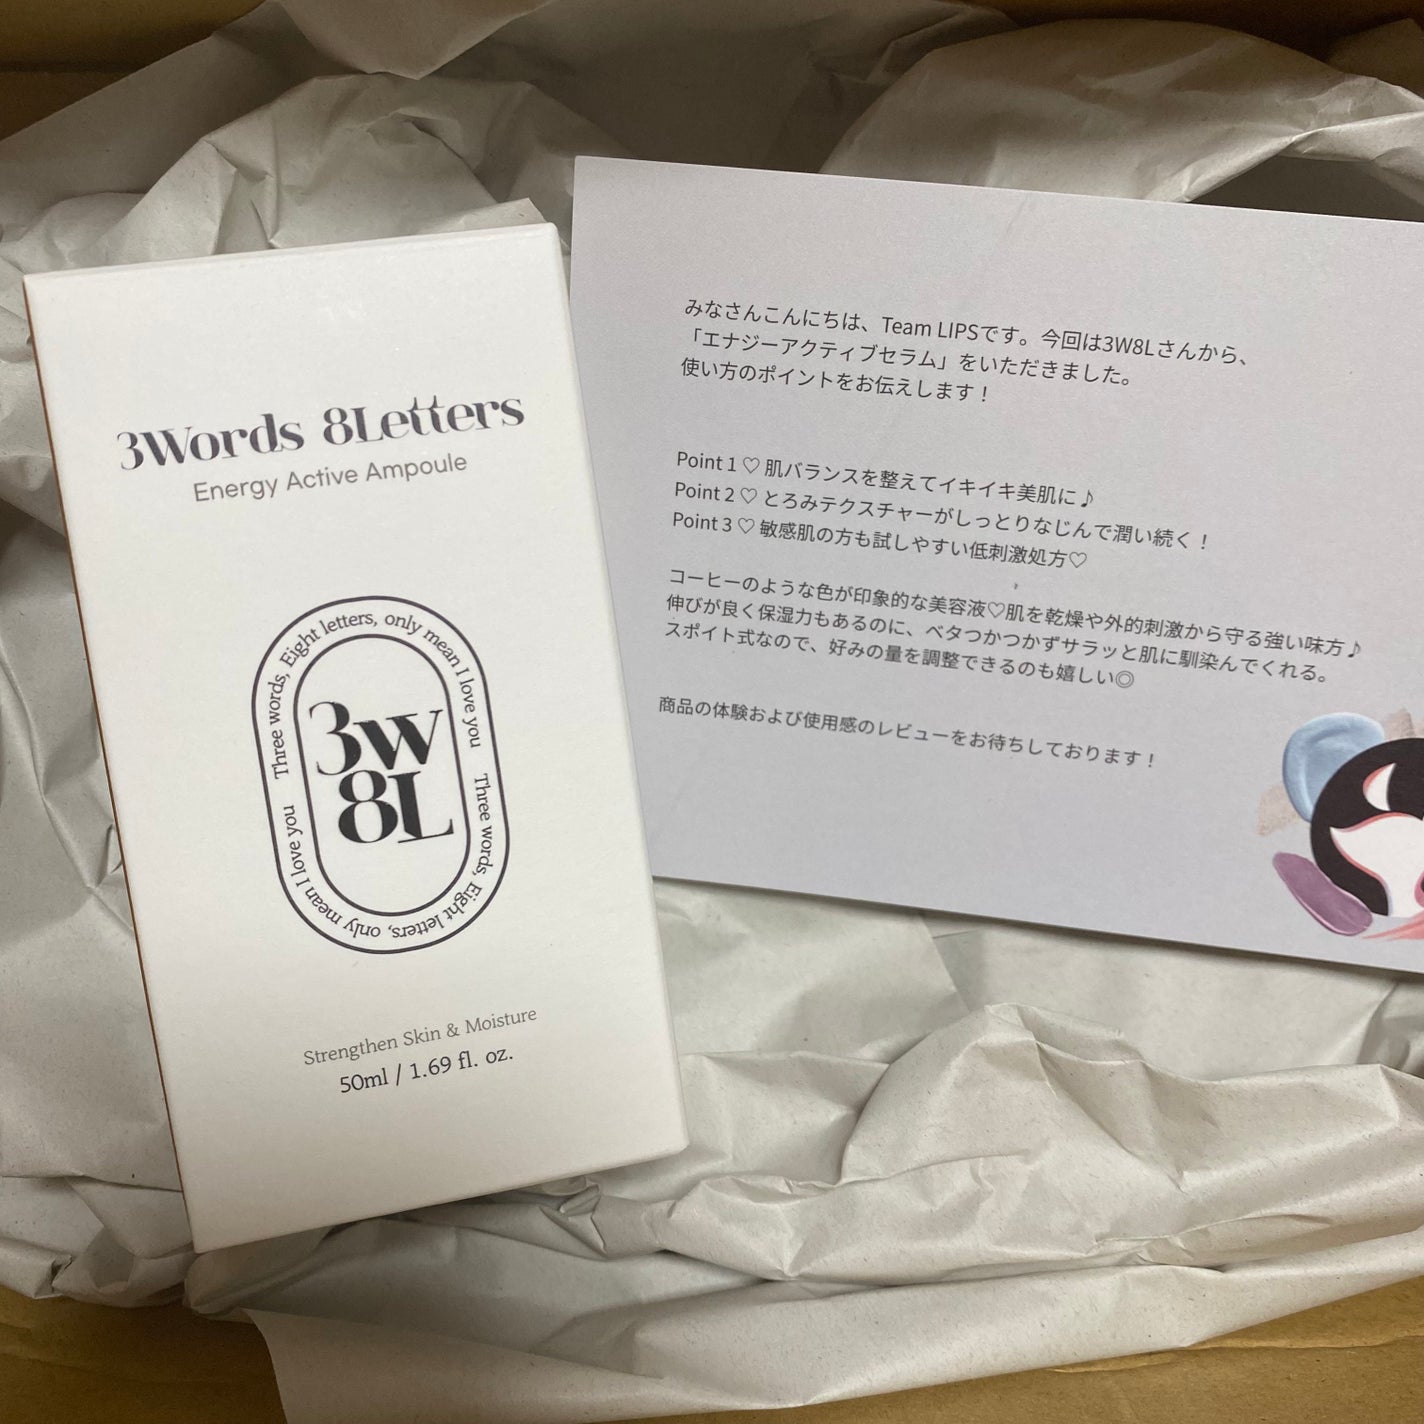 3Words 8Letters
Energy Active Ampoule
Three words, Eight letters, only mean I love you
Three words, Eight letters, only mean I love you
3W
8L
Strengthen Skin & Moisture
50ml / 1.69 fl. oz.
みなさんこんにちは、Team LIPSです。今回は3W8Lさんから、
「エナジーアクティブセラム」をいただきました。
使い方のポイントをお伝えします！
Point 1 ♡ 肌バランスを整えてイキイキ美肌に♪
Point 2 ♡ とろみテクスチャーがしっとりなじんで潤い続く！
Point 3 ♡ 敏感肌の方も試しやすい低刺激処方♡
コーヒーのような色が印象的な美容液♡肌を乾燥や外的刺激から守る強い味方♪
伸びが良く保湿力もあるのに、ベタつかつかずサラッと肌に馴染んでくれる。
スポイト式なので、好みの量を調整できるのも嬉しい◎
商品の体験および使用感のレビューをお待ちしております！